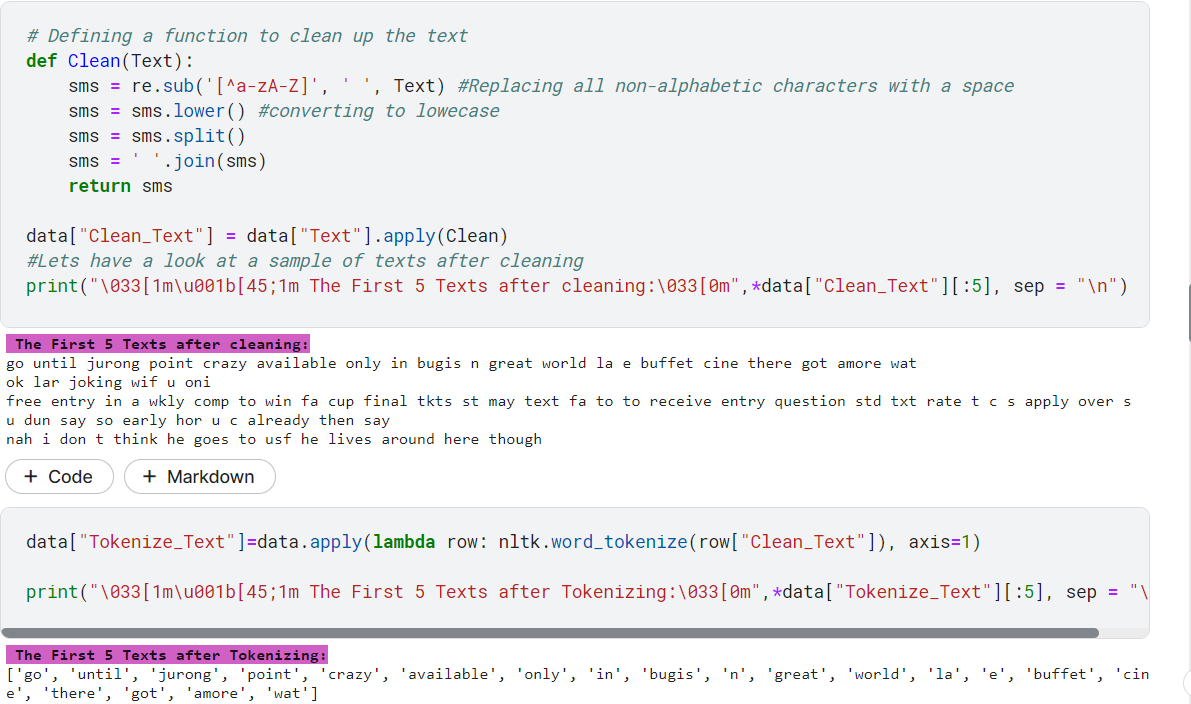 # Defining a function to clean up the text
def Clean(Text):
    sms = re.sub('[^a-zA-Z]', ' ', Text) #Replacing all non-alphabetic characters with a space
    sms = sms.lower() #converting to lowecase
    sms = sms.split()
    sms = ' '.join(sms)
    return sms
data["Clean_Text"] = data["Text"].apply(Clean)
#Lets have a look at a sample of texts after cleaning
print("\033[1m\u001b[45;1m The First 5 Texts after cleaning:\033[0m",*data["Clean_Text"][:5], sep = "\n")
The First 5 Texts after cleaning:
go until jurong point crazy available only in bugis n great world la e buffet cine there got amore wat
ok lar joking wif u oni
free entry in a wkly comp to win fa cup final tkts st may text fa to to receive entry question std txt rate t c s apply over s
u dun say so early hor u c already then say
nah i don t think he goes to usf he lives around here though
+ Code + Markdown
data["Tokenize_Text"]=data.apply(lambda row: nltk.word_tokenize(row["Clean_Text"]), axis=1)
print("\033[1m\u001b[45;1m The First 5 Texts after Tokenizing:\033[0m",*data["Tokenize_Text"][:5], sep = "\
The First 5 Texts after Tokenizing:
['go', 'until', 'jurong', 'point', 'crazy', 'available', 'only', 'in', 'bugis', 'n', 'great', 'world', 'la', 'e', 'buffet', 'cin
e', 'there', 'got', 'amore', 'wat']